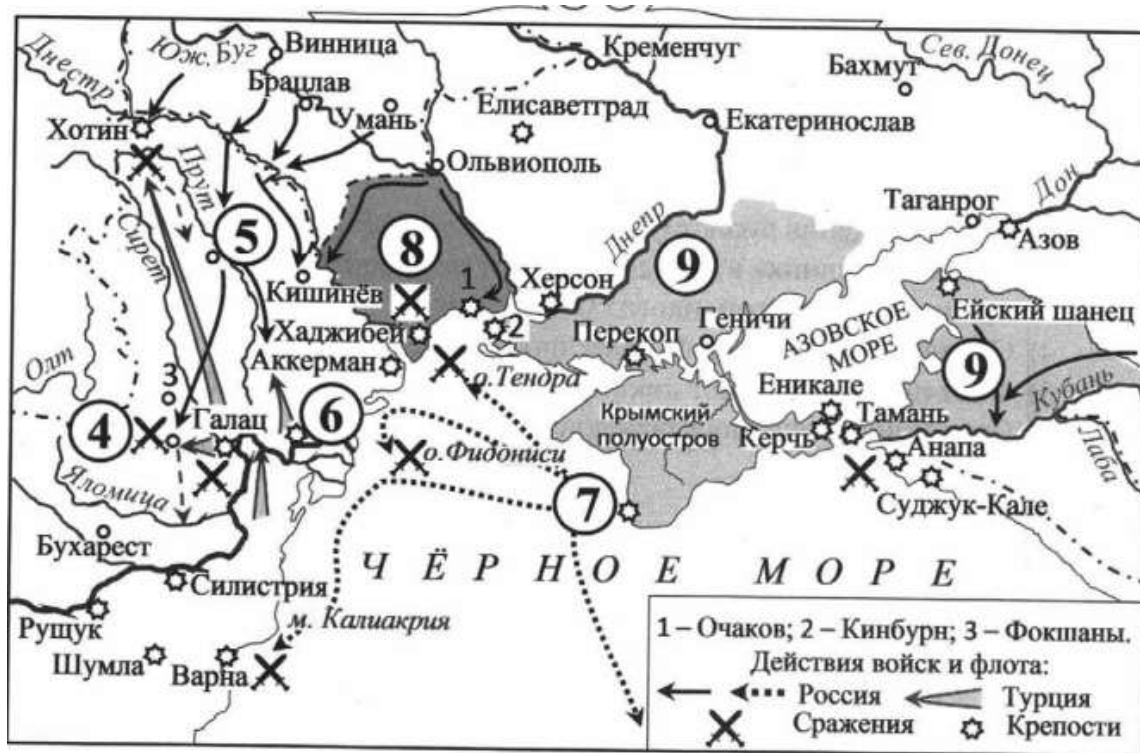 Днестр
Юж. Буг
Винница
Кременчуг
Сев. Донец
Бахмут
Брацлав
Елисаветград
Умань
Хотин
Екатеринослав
Ольвиополь
Прут
Дон
Таганрог
Днепр
Сирет
5
8
9
Азов
1
Херсон
Кишинёв
Ейский шанец
Хаджибей
2
Перекоп
Геничи
АЗОВСКОЕ
МОРЕ
Аккерман
о.Тендра
9
Олт
3
Еникале
Кубань
4
Галац
6
Крымский
полуостров
Тамань
Керчь
Анапа
Лаба
о.Фидониси
Яломица
7
Суджук-Кале
Бухарест
ЧЁРНОЕ МОРЕ
Силистрия
м. Калиакрия
Рущук
Шумла
Варна
1 – Очаков; 2 – Кинбурн; 3 – Фокшаны.
Действия войск и флота:
Россия
Турция
Сражения
Крепости